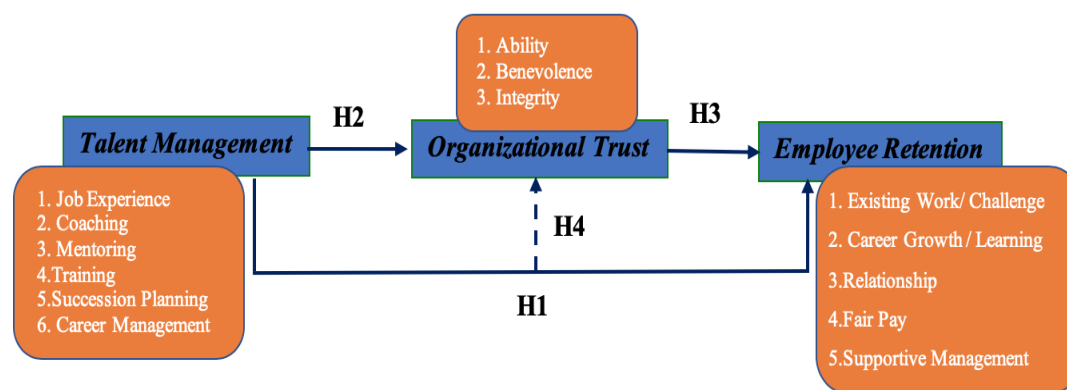 1. Ability
2. Benevolence
3. Integrity
H2
H3
Talent Management
Organizational Trust
Employee Retention
1. Job Experience
2. Coaching
3. Mentoring
4.Training
5.Succession Planning
6. Career Management
H4
H1
1. Existing Work/ Challenge
2. Career Growth / Learning
3.Relationship
4.Fair Pay
5.Supportive Management